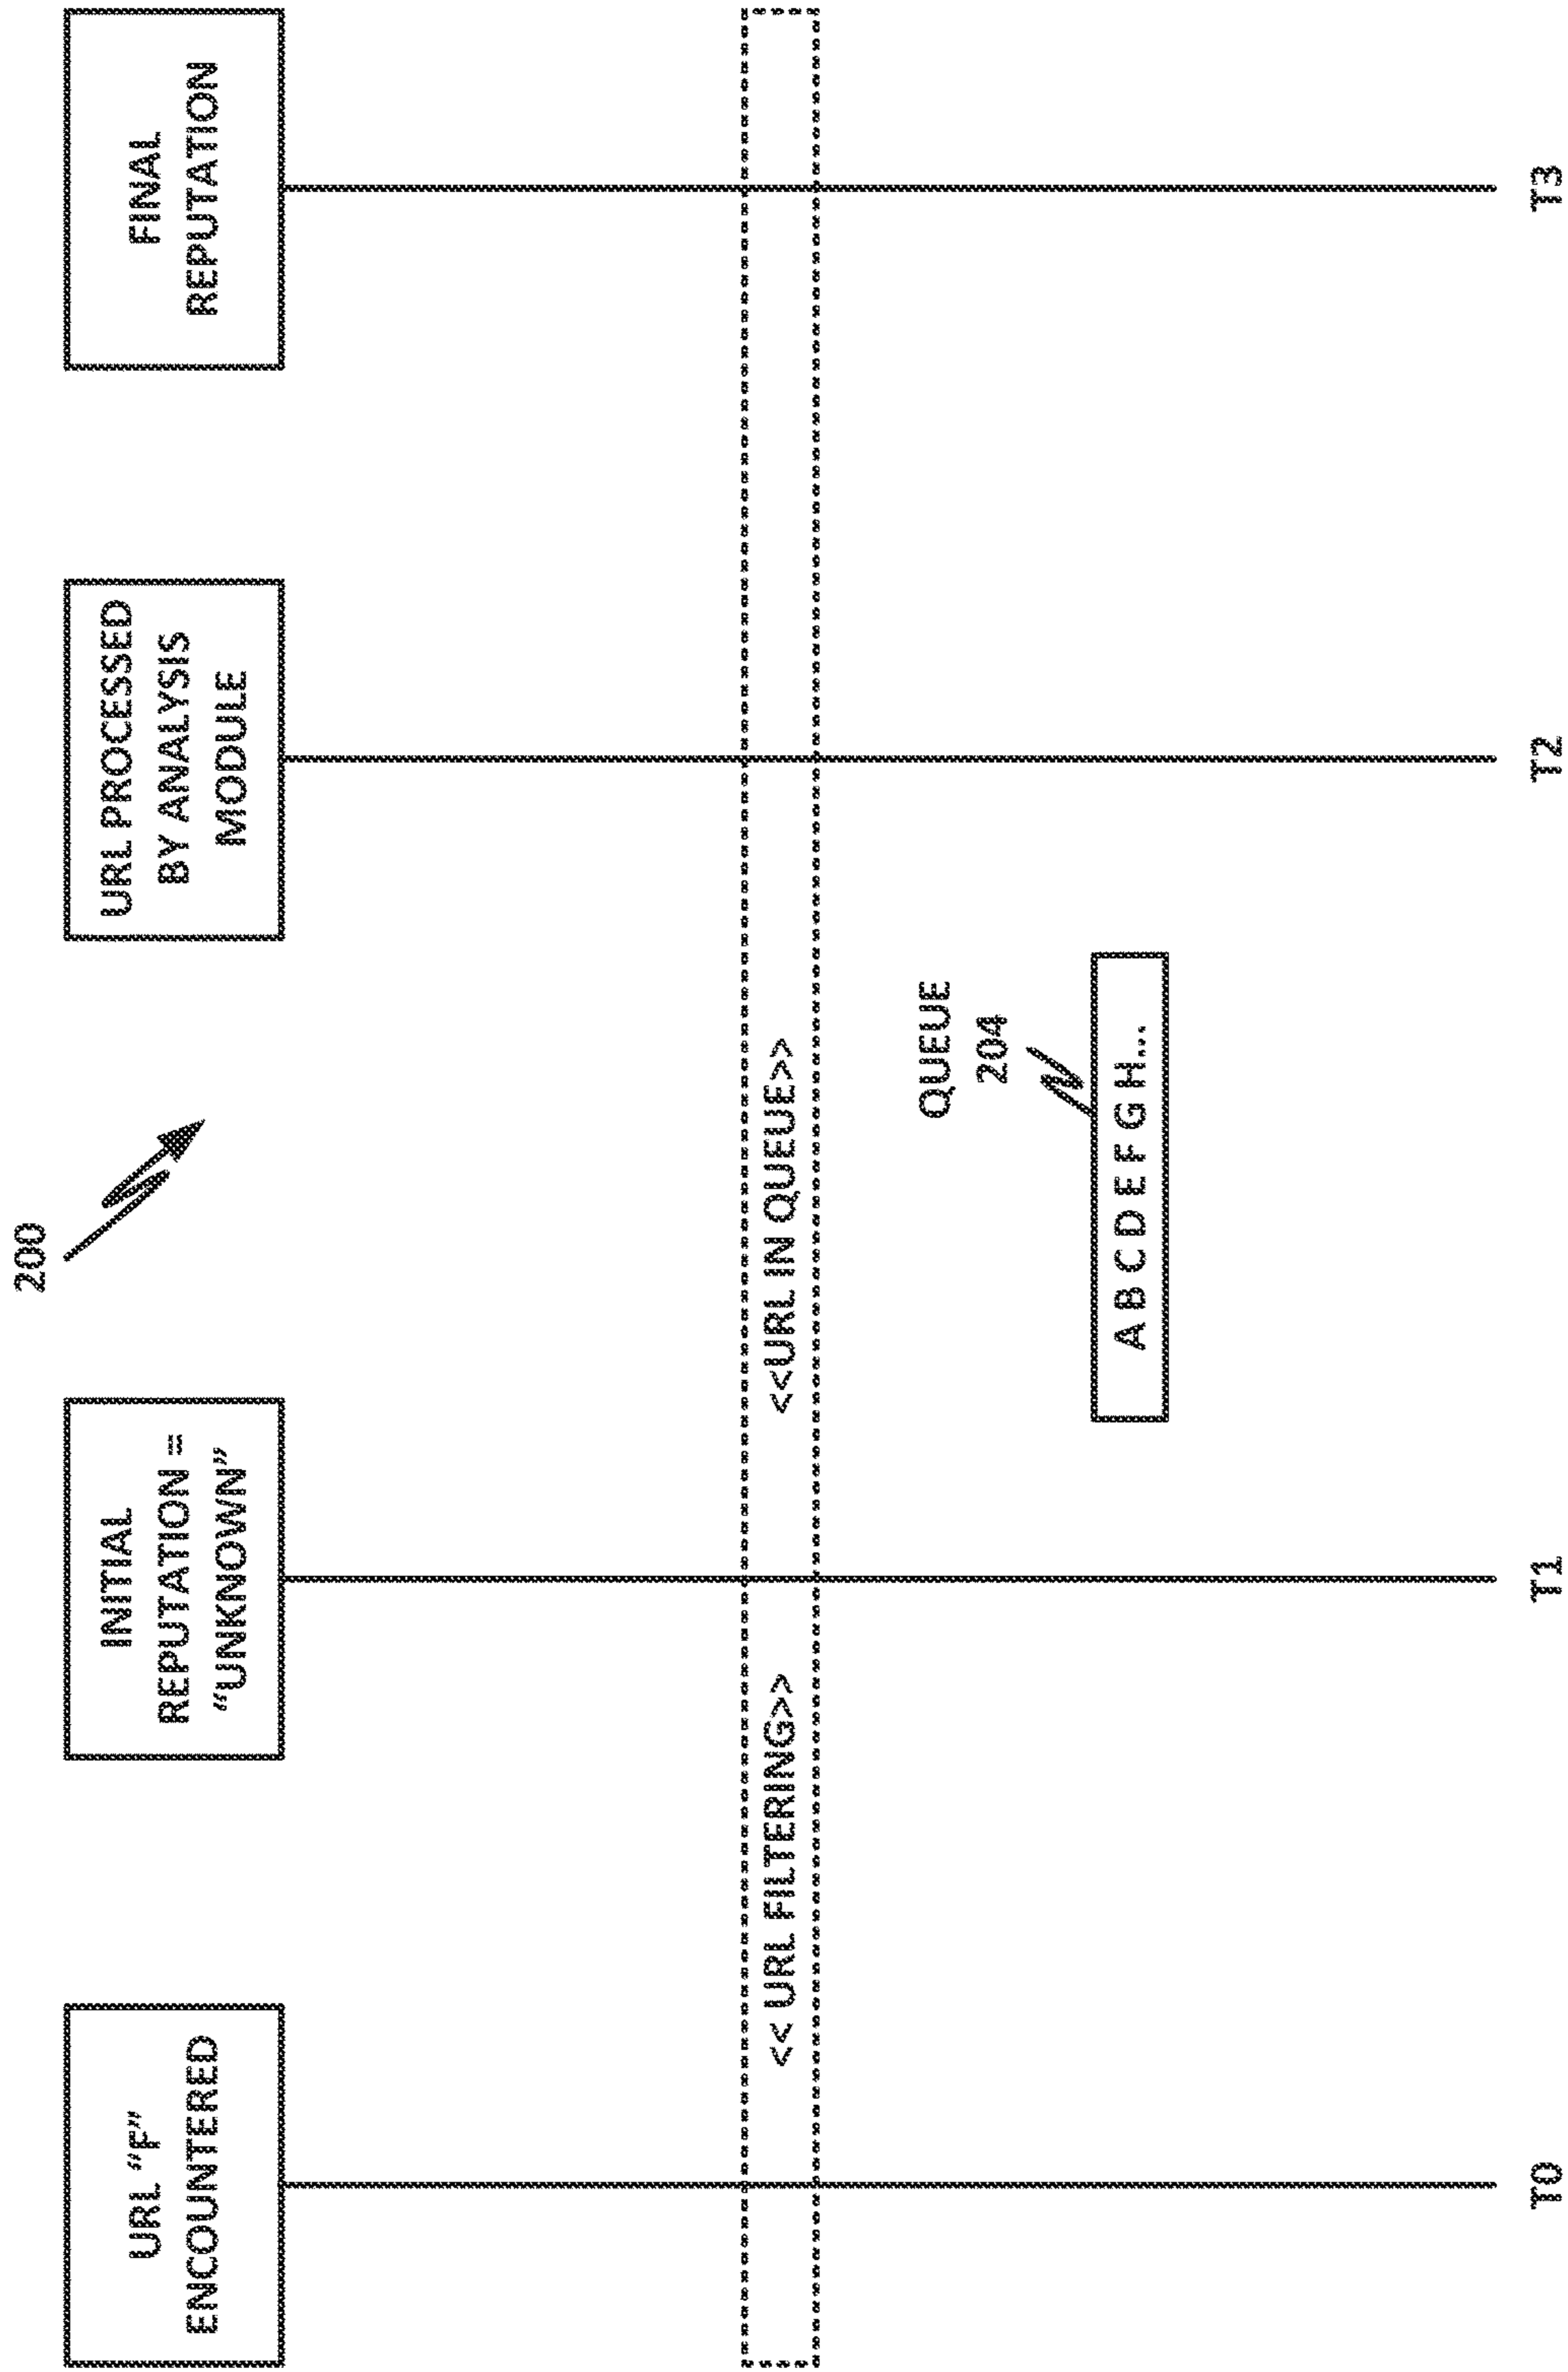 200
URL “F”
ENCOUNTERED
INITIAL
REPUTATION =
“UNKNOWN”
URL PROCESSED
BY ANALYSIS
MODULE
FINAL
REPUTATION
<< URL FILTERING>>
<<URL IN QUEUE>>
QUEUE
204
A B C D E F G H...
T0
T1
T2
T3